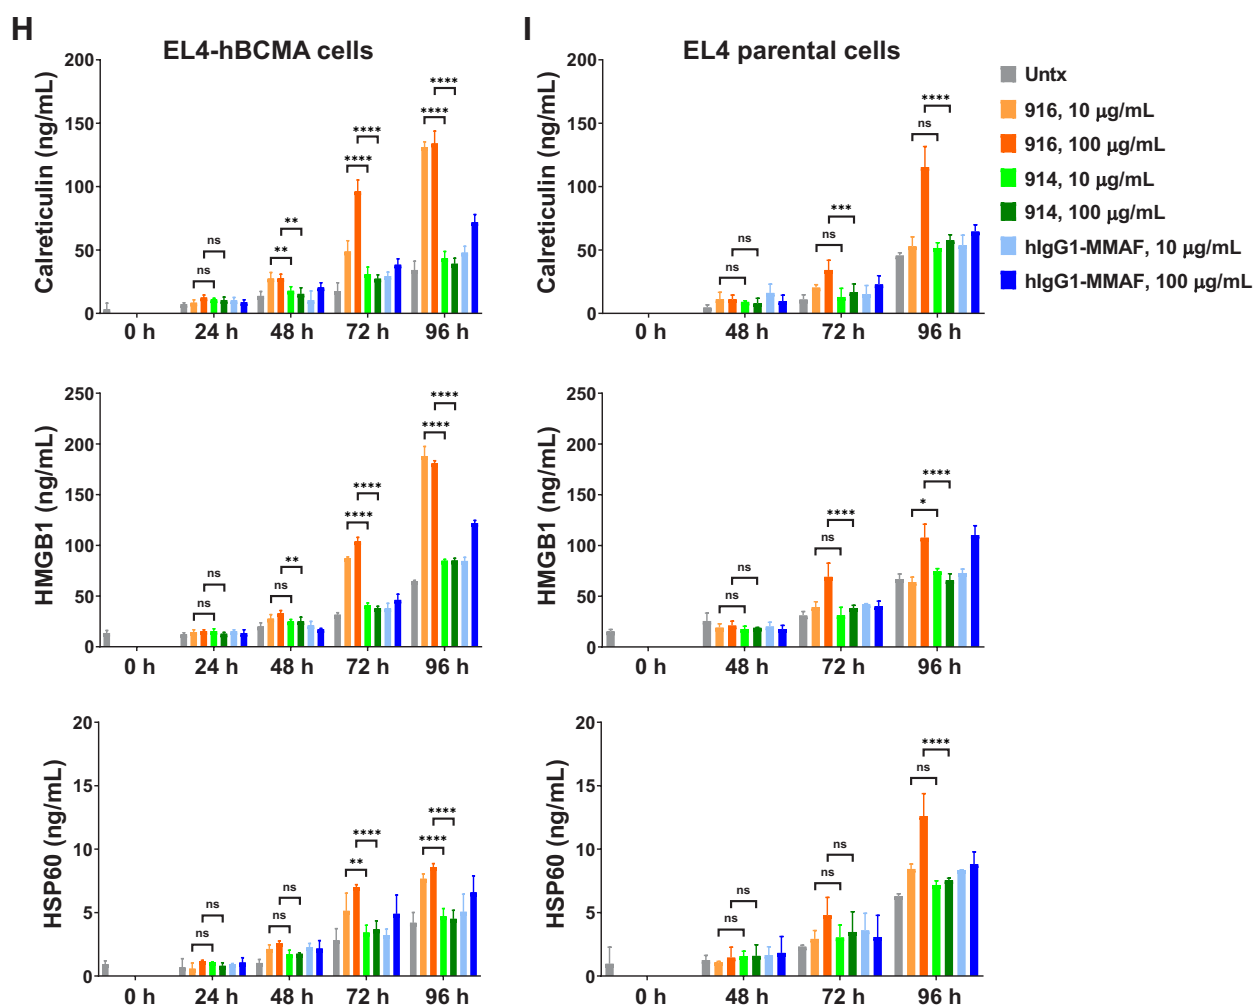 H
EL4-hBCMA cells
Calreticulin (ng/mL)
200
150
100
50
0
ns
ns
**
**
****
****
****
****
0 h 24 h 48 h 72 h 96 h
I
EL4 parental cells
Calreticulin (ng/mL)
200
150
100
50
0
ns
ns
ns
***
ns
****
0 h 48 h 72 h 96 h
Untx
916, 10 µg/mL
916, 100 µg/mL
914, 10 µg/mL
914, 100 µg/mL
hIgG1-MMAF, 10 µg/mL
hIgG1-MMAF, 100 µg/mL
HMGB1 (ng/mL)
250
200
150
100
50
0
ns
ns
ns
**
****
****
****
****
0 h 24 h 48 h 72 h 96 h
HMGB1 (ng/mL)
250
200
150
100
50
0
ns
ns
ns
****
*
****
0 h 48 h 72 h 96 h
HSP60 (ng/mL)
20
15
10
5
0
ns
ns
ns
ns
**
****
****
****
0 h 24 h 48 h 72 h 96 h
HSP60 (ng/mL)
20
15
10
5
0
ns
ns
ns
ns
ns
****
0 h 48 h 72 h 96 h